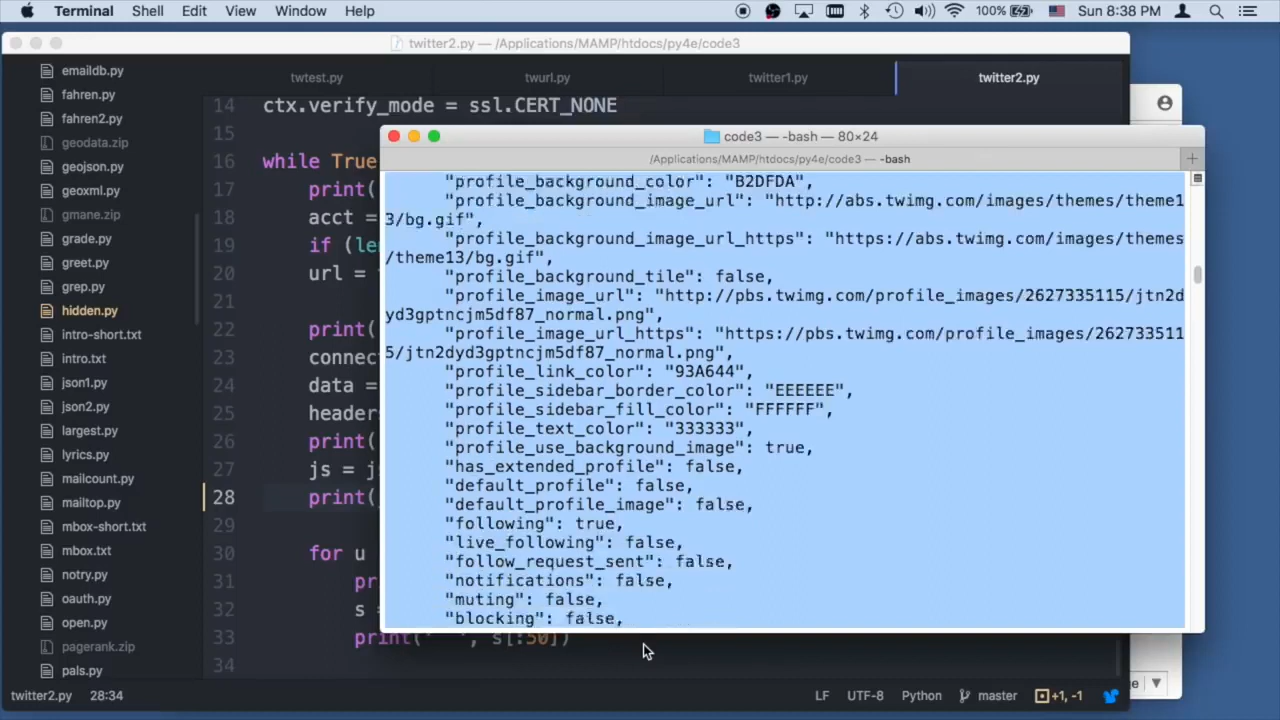 Terminal Shell Edit View Window Help 100% Sun 8:38 PM
twitter2.py — /Applications/MAMP/htdocs/py4e/code3
emaildb.py
fahren.py
fahren2.py
geodata.zip
geojson.py
geoxml.py
gmane.zip
grade.py
greet.py
grep.py
hidden.py
intro-short.txt
intro.txt
json1.py
json2.py
largest.py
lyrics.py
mailcount.py
mailtop.py
mbox-short.txt
mbox.txt
notry.py
oauth.py
open.py
pagerank.zip
pals.py
twtest.py twurl.py twitter1.py twitter2.py
14 ctx.verify_mode = ssl.CERT_NONE
15
16 while True
17 print(
18 acct =
19 if (le
20 url =
21
22 print(
23 connect
24 data =
25 headers
26 print(
27 js = j
28 print(
29
30 for u
31 pr
32 s =
33 print(' ', s[:50])
34
code3 — -bash — 80×24
/Applications/MAMP/htdocs/py4e/code3 — -bash
"profile_background_color": "B2DFDA",
"profile_background_image_url": "http://abs.twimg.com/images/themes/theme1
3/bg.gif",
"profile_background_image_url_https": "https://abs.twimg.com/images/themes
/theme13/bg.gif",
"profile_background_tile": false,
"profile_image_url": "http://pbs.twimg.com/profile_images/2627335115/jtn2d
yd3gptncjm5df87_normal.png",
"profile_image_url_https": "https://pbs.twimg.com/profile_images/262733511
5/jtn2dyd3gptncjm5df87_normal.png",
"profile_link_color": "93A644",
"profile_sidebar_border_color": "EEEEEE",
"profile_sidebar_fill_color": "FFFFFF",
"profile_text_color": "333333",
"profile_use_background_image": true,
"has_extended_profile": false,
"default_profile": false,
"default_profile_image": false,
"following": true,
"live_following": false,
"follow_request_sent": false,
"notifications": false,
"muting": false,
"blocking": false,
twitter2.py 28:34 LF UTF-8 Python master +1, -1